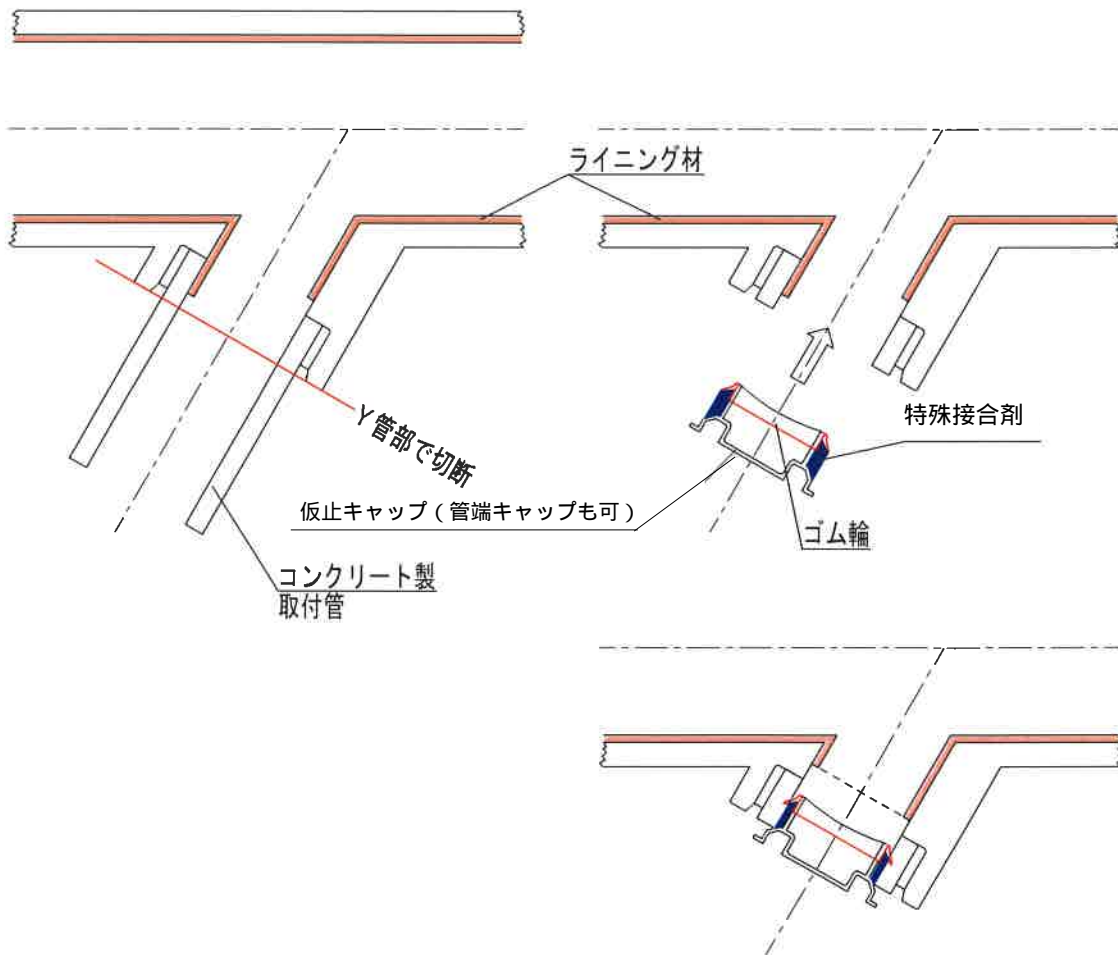 ライニング材
Y管部で切断
特殊接合剤
仮止キャップ（管端キャップも可）
ゴム輪
コンクリート製
取付管